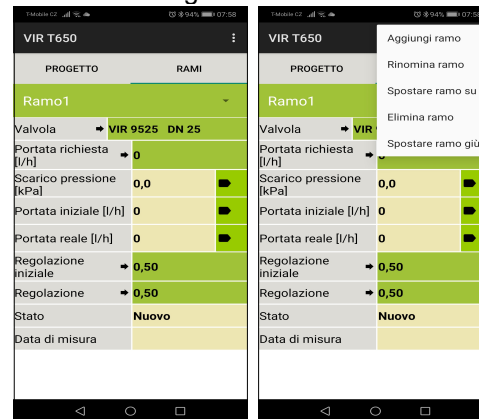 T-Mobile CZ 94% 07:58
VIR T650
PROGETTO RAMI
Ramo1
Valvola VIR 9525 DN 25
Portata richiesta
[l/h] 0
Scarico pressione
[kPa] 0,0
Portata iniziale [l/h] 0
Portata reale [l/h] 0
Regolazione
iniziale 0,50
Regolazione 0,50
Stato Nuovo
Data di misura
T-Mobile CZ 94% 07:58
VIR T650
PROGETTO
Aggiungi ramo
Rinomina ramo
Spostare ramo su
Elimina ramo
Spostare ramo giù
Ramo1
Valvola VIR
Portata richiesta
[l/h]
Scarico pressione
[kPa] 0,0
Portata iniziale [l/h] 0
Portata reale [l/h] 0
Regolazione
iniziale 0,50
Regolazione 0,50
Stato Nuovo
Data di misura